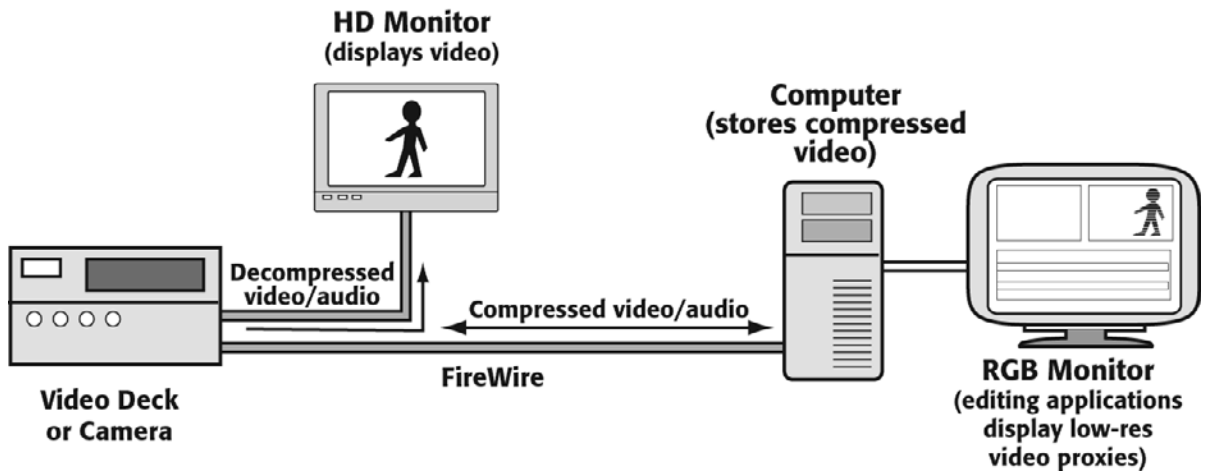 HD Monitor
(displays video)
Computer
(stores compressed
video)
Decompressed
video/audio
Compressed video/audio
FireWire
Video Deck
or Camera
RGB Monitor
(editing applications
display low-res
video proxies)